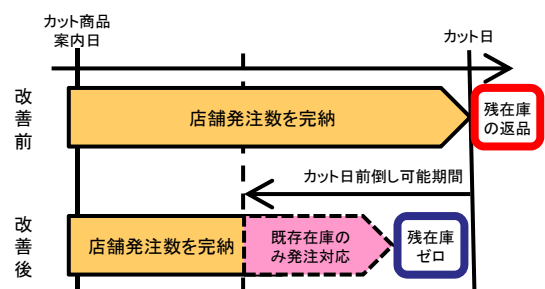 カット商品
案内日
カット日
改善前
店舗発注数を完納
残在庫
の返品
カット日前倒し可能期間
改善後
店舗発注数を完納
既存在庫の
み発注対応
残在庫
ゼロ